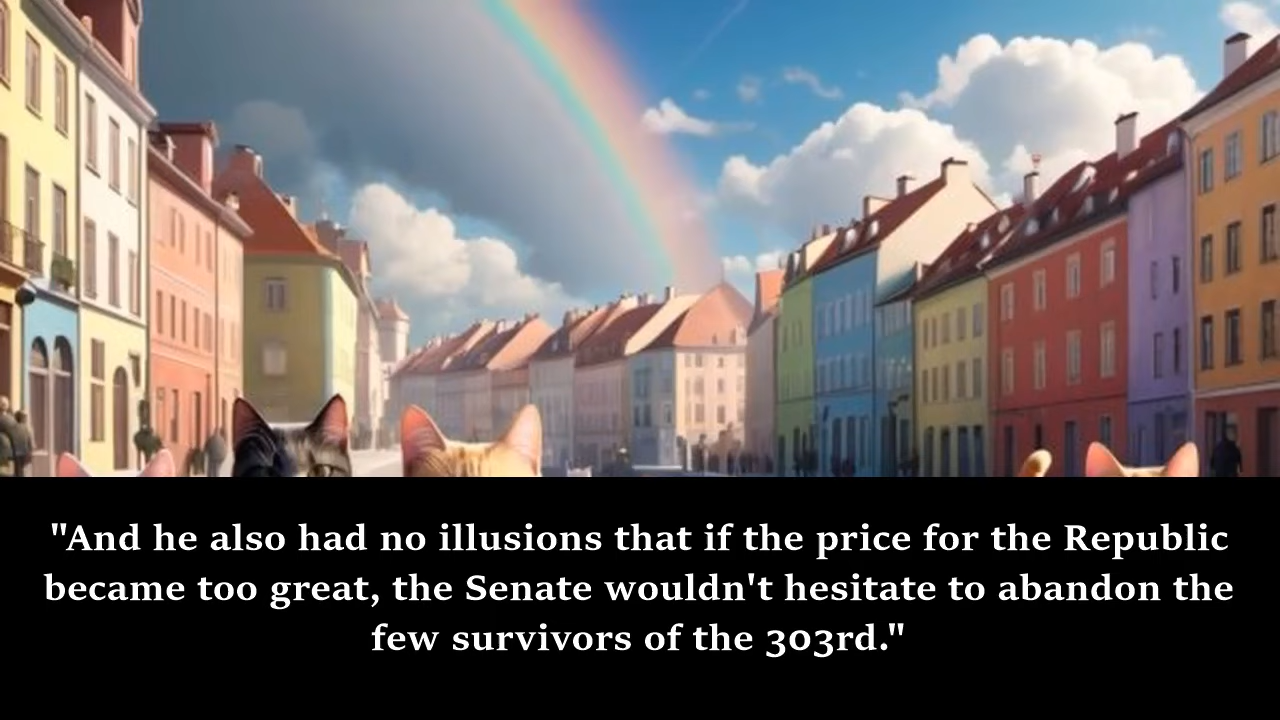 "And he also had no illusions that if the price for the Republic
became too great, the Senate wouldn't hesitate to abandon the
few survivors of the 303rd."